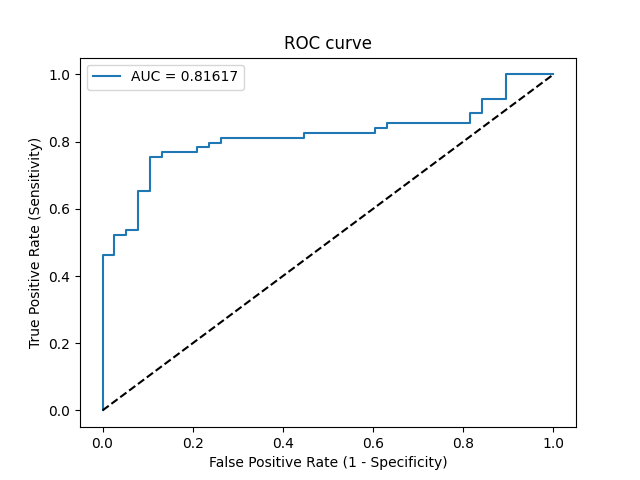 ROC curve
AUC = 0.81617
True Positive Rate (Sensitivity)
1.0
0.8
0.6
0.4
0.2
0.0
0.0 0.2 0.4 0.6 0.8 1.0
False Positive Rate (1 - Specificity)